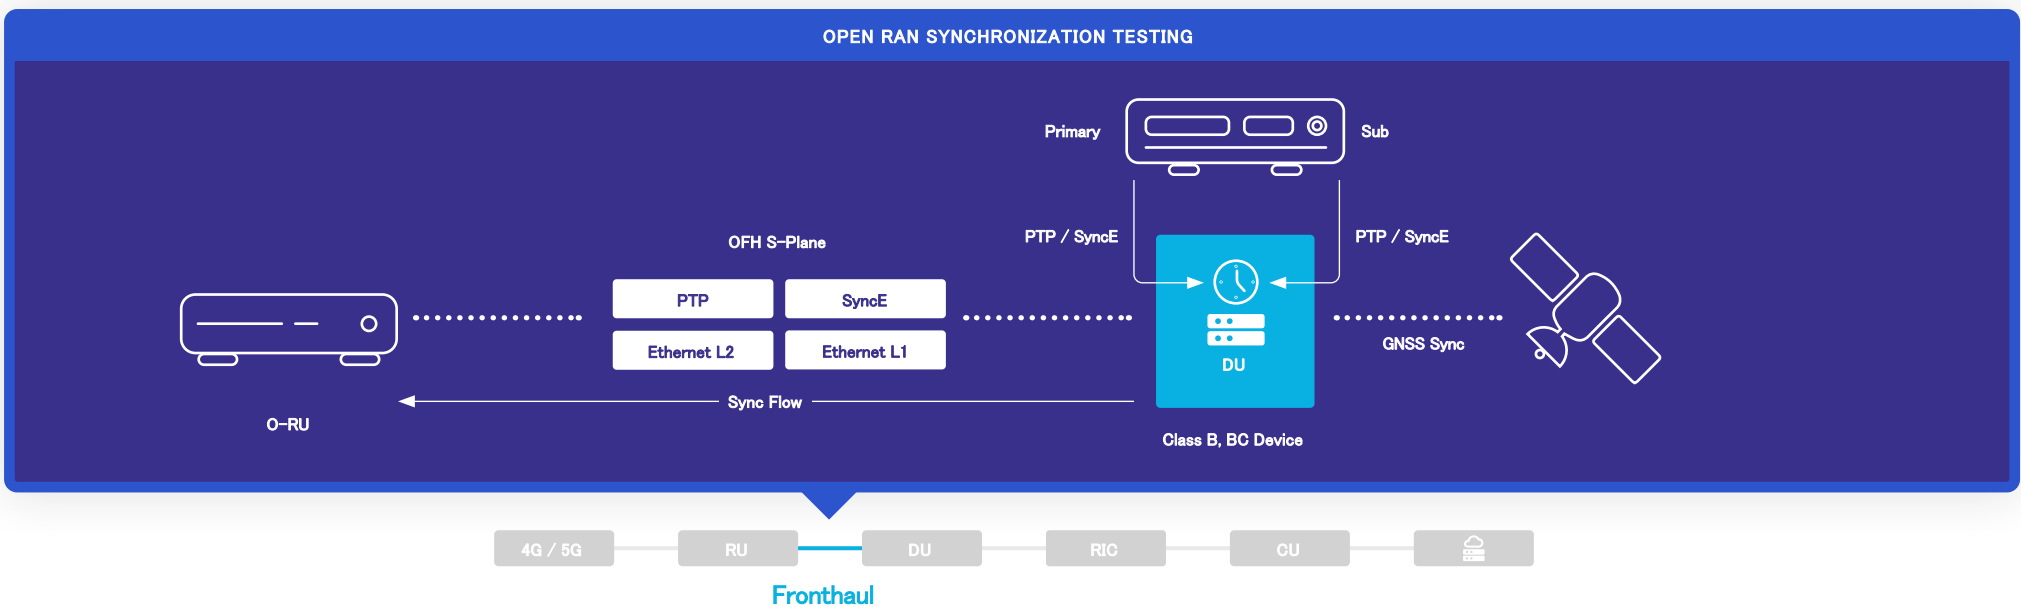 OPEN RAN SYNCHRONIZATION TESTING
Primary
Sub
PTP / SyncE
PTP / SyncE
OFH S-Plane
PTP
SyncE
Ethernet L2
Ethernet L1
DU
GNSS Sync
Sync Flow
O-RU
Class B, BC Device
4G / 5G
RU
DU
RIC
CU
Fronthaul